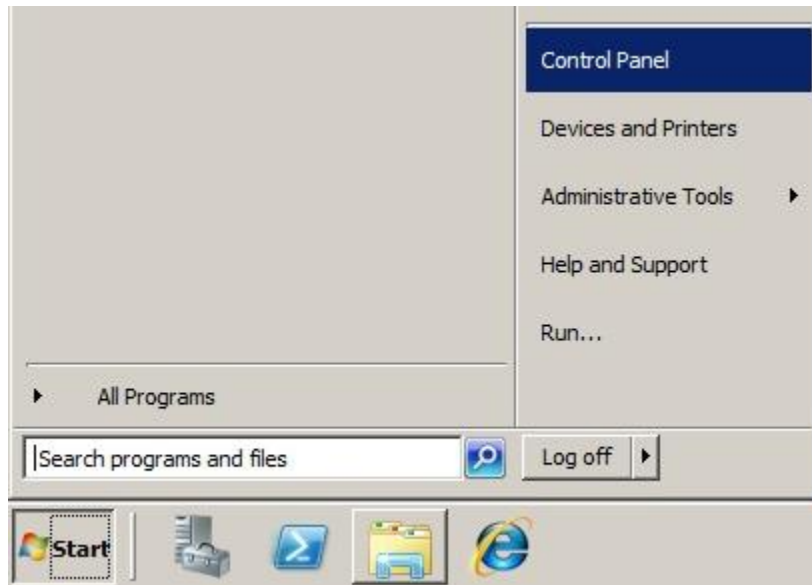 Control Panel
Devices and Printers
Administrative Tools
Help and Support
Run...
All Programs
Search programs and files
Log off
Start